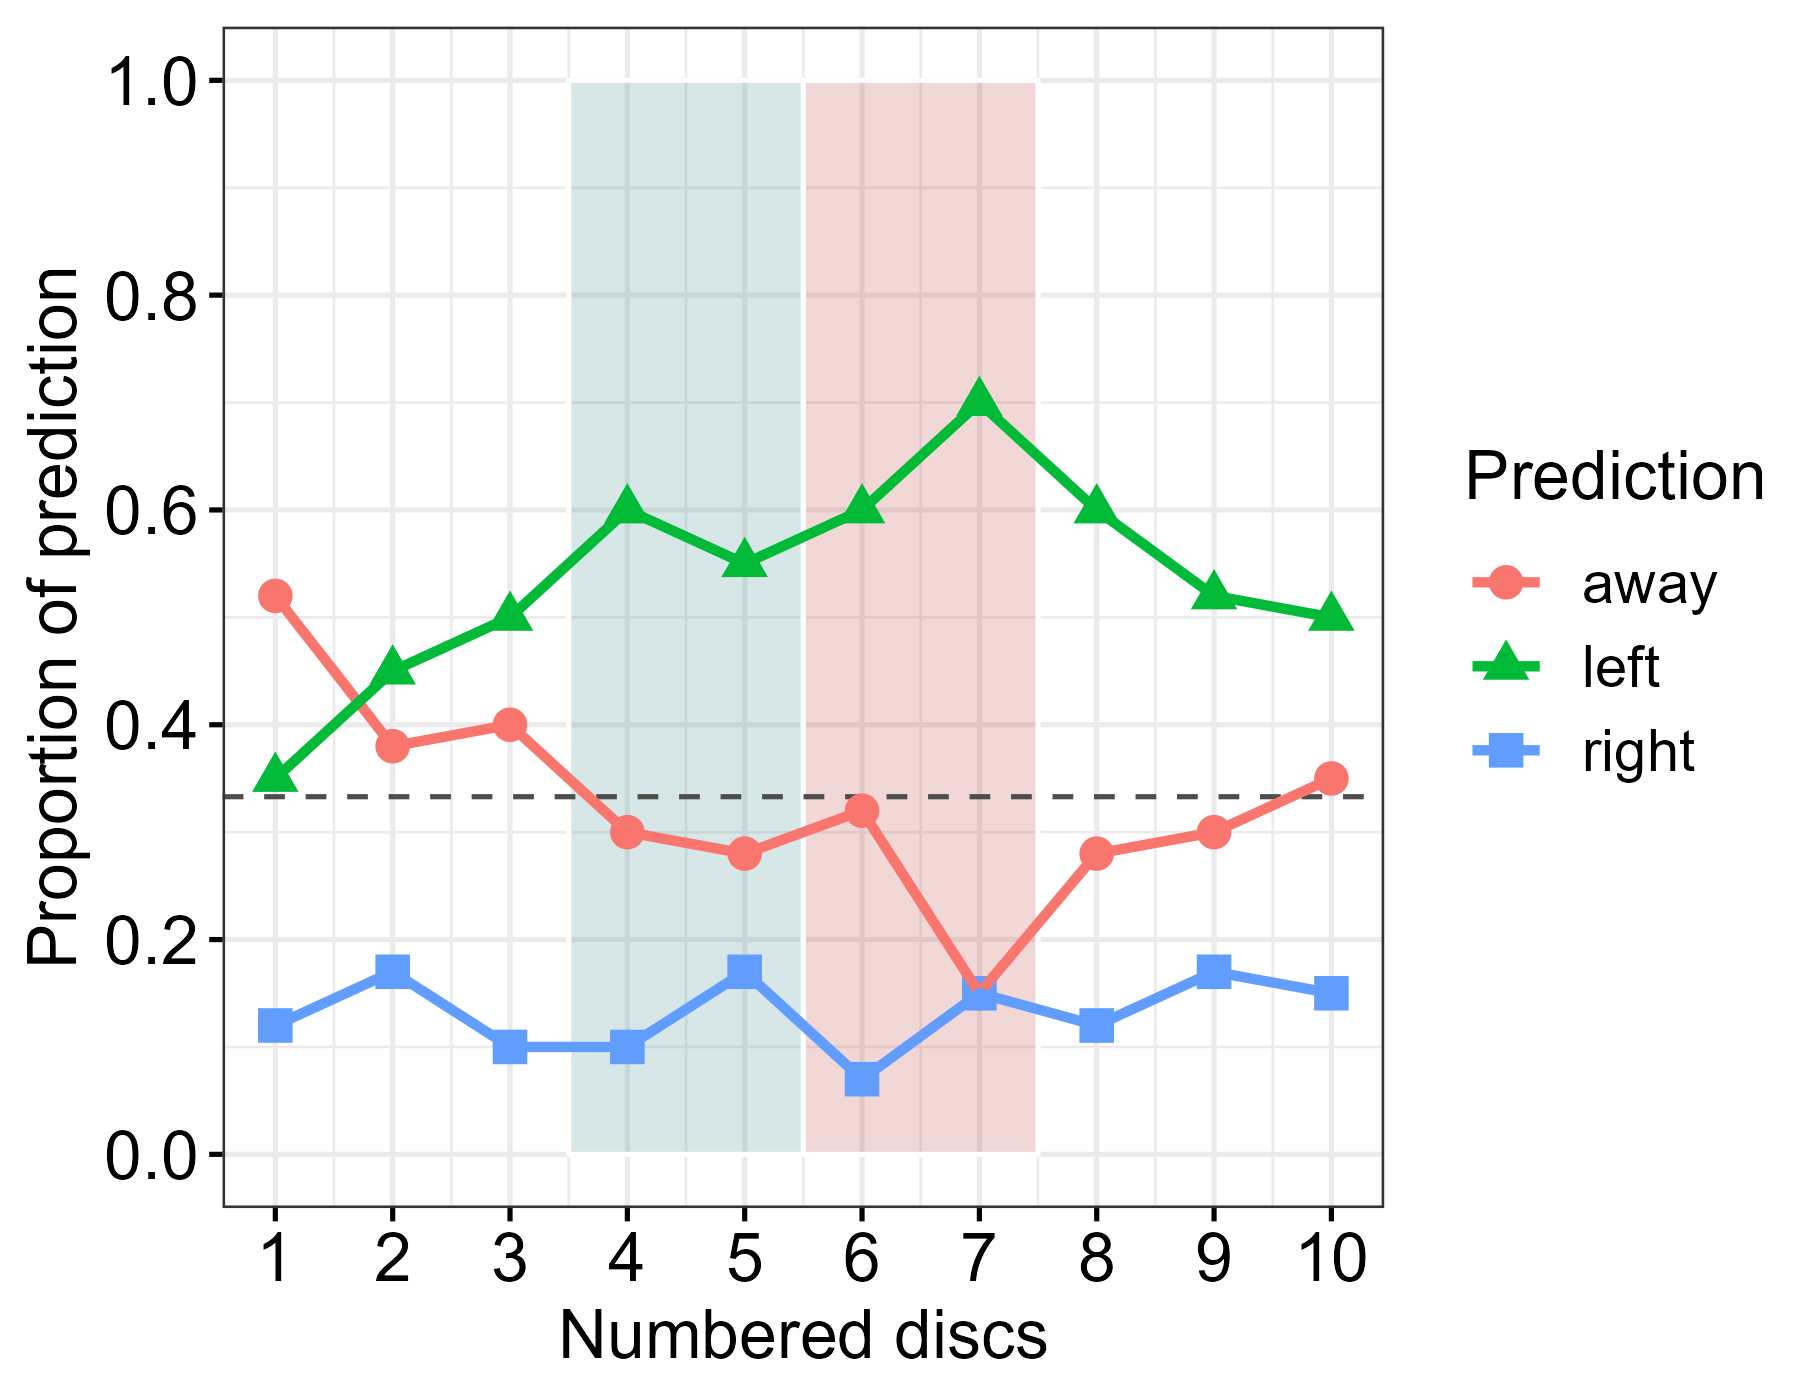 Proportion of prediction
1.0
0.8
0.6
0.4
0.2
0.0
1 2 3 4 5 6 7 8 9 10
Numbered discs
Prediction
away
left
right